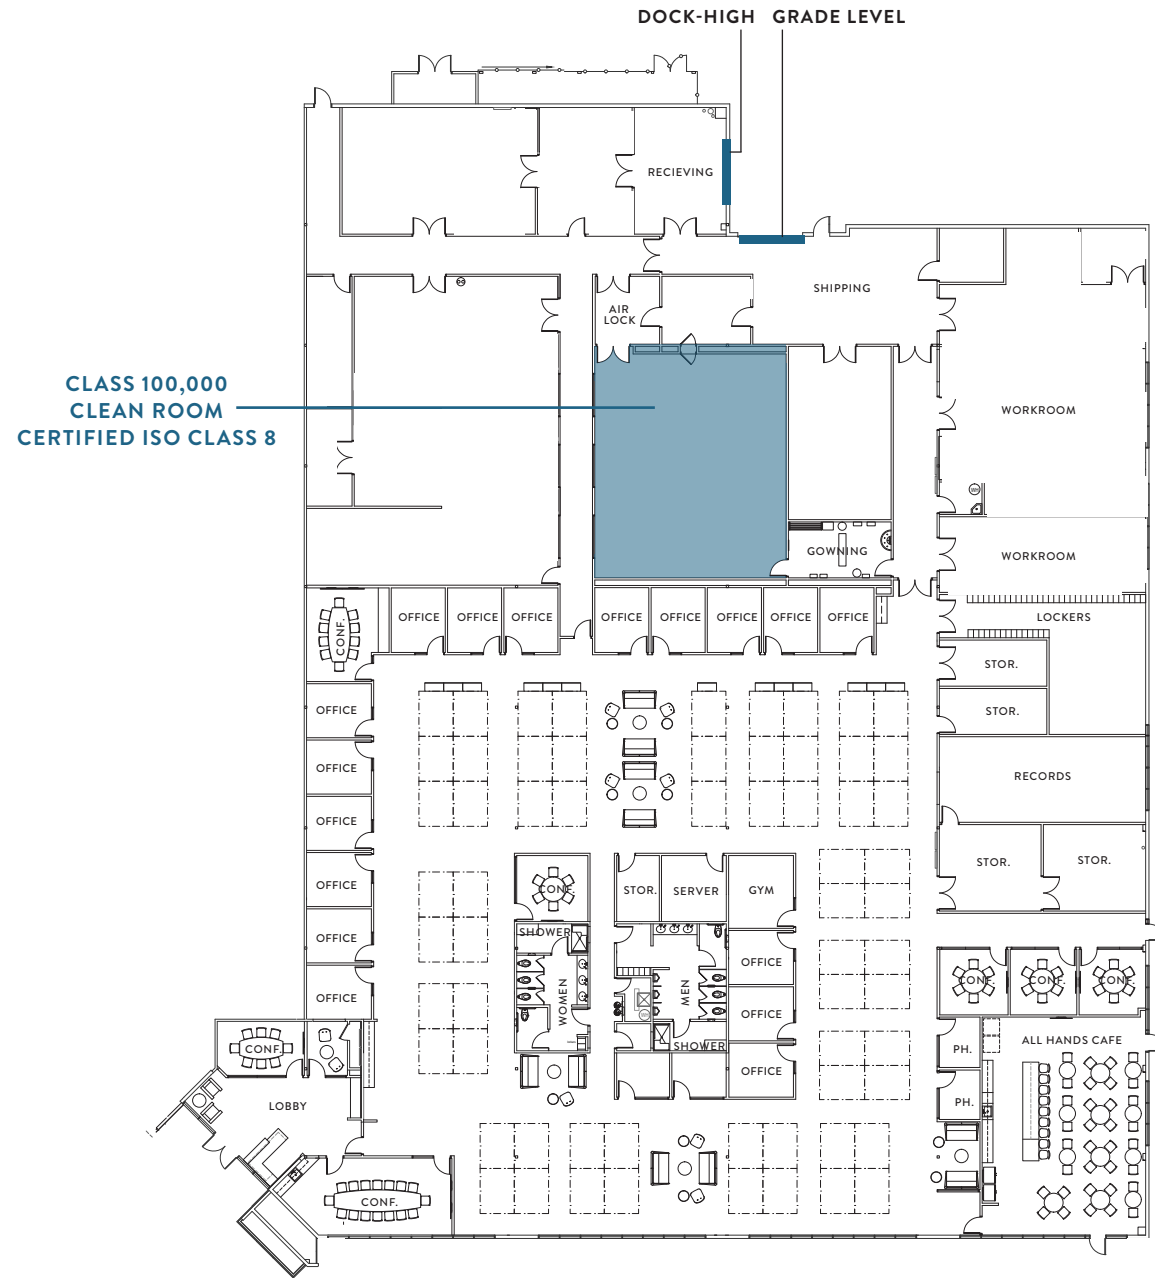 DOCK-HIGH GRADE LEVEL
RECIEVING
SHIPPING
AIR
LOCK
CLASS 100,000
CLEAN ROOM
CERTIFIED ISO CLASS 8
WORKROOM
WH
GOWNING
WORKROOM
OFFICE OFFICE OFFICE OFFICE OFFICE OFFICE OFFICE OFFICE
LOCKERS
CONF.
STOR.
STOR.
OFFICE
OFFICE
RECORDS
OFFICE
STOR. STOR.
OFFICE
CONF. STOR. SERVER GYM
SHOWER
OFFICE
OFFICE
CONF. CONF. CONF.
OFFICE
WOMEN
MEN
WH
OFFICE
CONF.
SHOWER
ALL HANDS CAFE
PH.
OFFICE
PH.
LOBBY
CONF.